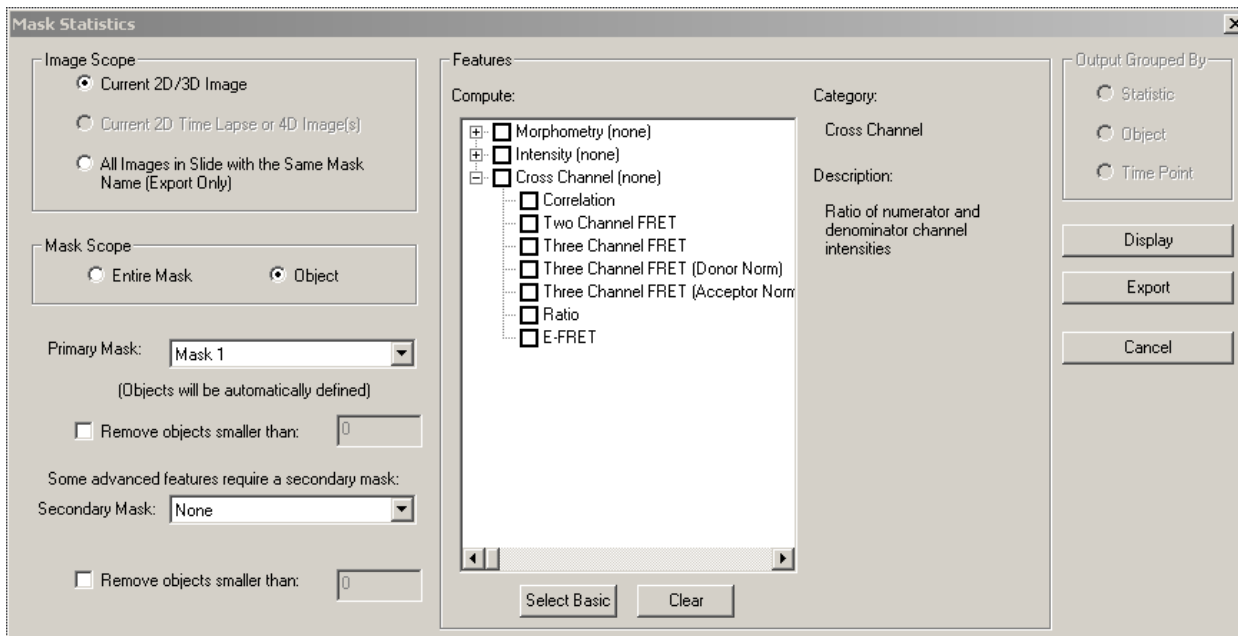 Mask Statistics
Image Scope
Current 2D/3D Image
Current 2D Time Lapse or 4D Image(s)
All Images in Slide with the Same Mask
Name (Export Only)
Mask Scope
Entire Mask
Object
Primary Mask:
Mask 1
(Objects will be automatically defined)
Remove objects smaller than:
0
Some advanced features require a secondary mask:
Secondary Mask:
None
Remove objects smaller than:
0
Features
Compute:
Morphometry (none)
Intensity (none)
Cross Channel (none)
Correlation
Two Channel FRET
Three Channel FRET
Three Channel FRET (Donor Norm)
Three Channel FRET (Acceptor Norm
Ratio
E-FRET
Select Basic
Clear
Category:
Cross Channel
Description:
Ratio of numerator and
denominator channel
intensities
Output Grouped By
Statistic
Object
Time Point
Display
Export
Cancel